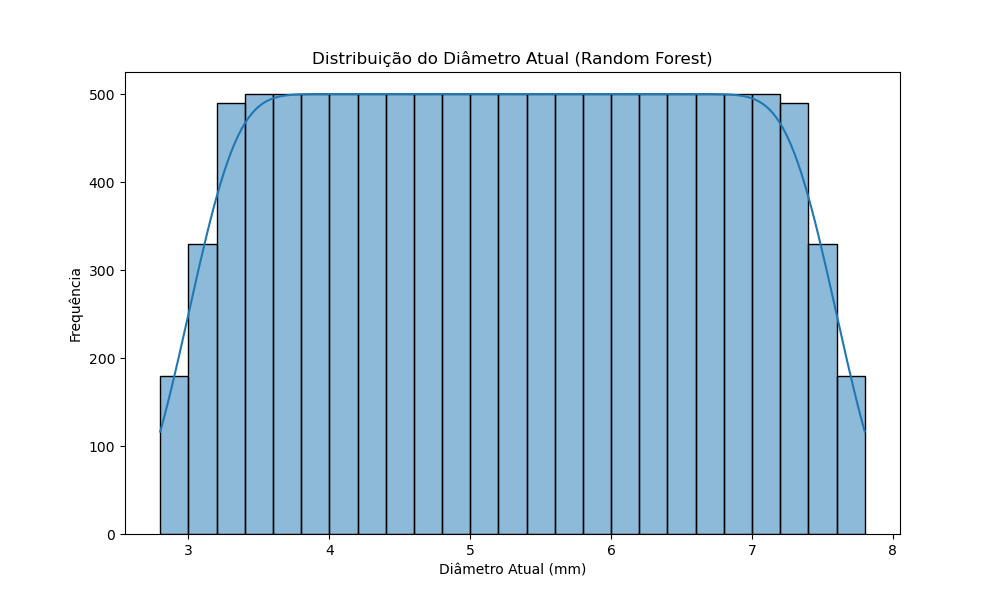 Distribuição do Diâmetro Atual (Random Forest)
Frequência
500
400
300
200
100
0
3 4 5 6 7 8
Diâmetro Atual (mm)